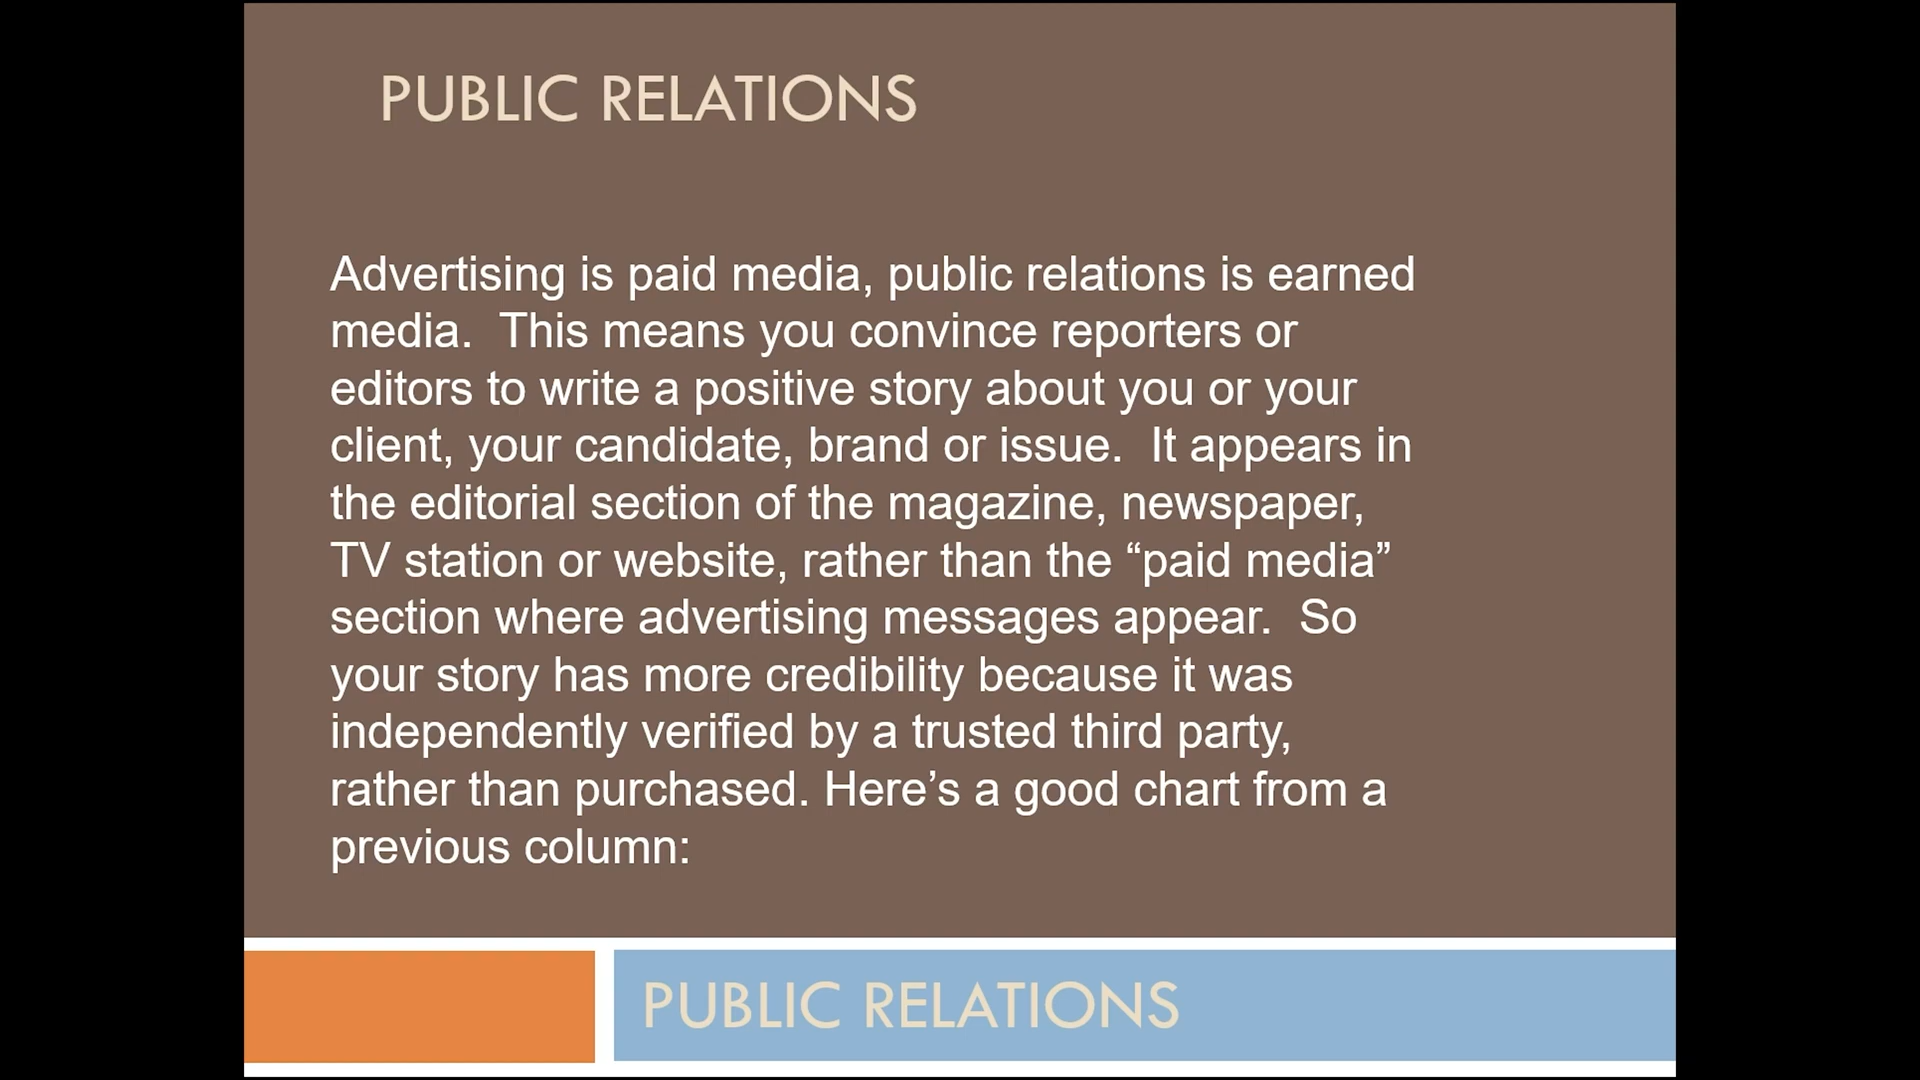 PUBLIC RELATIONS
Advertising is paid media, public relations is earned
media.  This means you convince reporters or
editors to write a positive story about you or your
client, your candidate, brand or issue.  It appears in
the editorial section of the magazine, newspaper,
TV station or website, rather than the “paid media”
section where advertising messages appear.  So
your story has more credibility because it was
independently verified by a trusted third party,
rather than purchased. Here’s a good chart from a
previous column:
PUBLIC RELATIONS